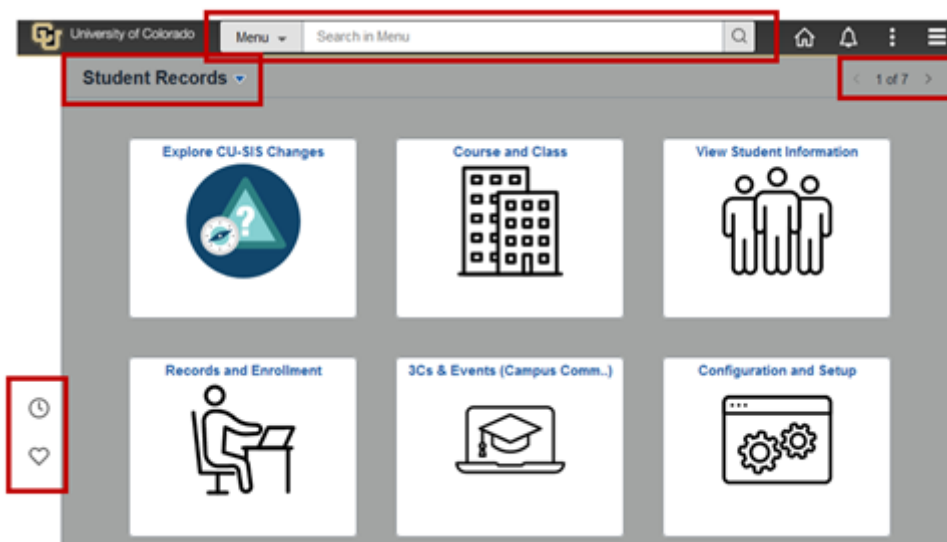 CU University of Colorado Menu Search in Menu
Student Records
1 of 7
Explore CU-SIS Changes
?
Course and Class
View Student Information
Records and Enrollment
3Cs & Events (Campus Comm..)
Configuration and Setup